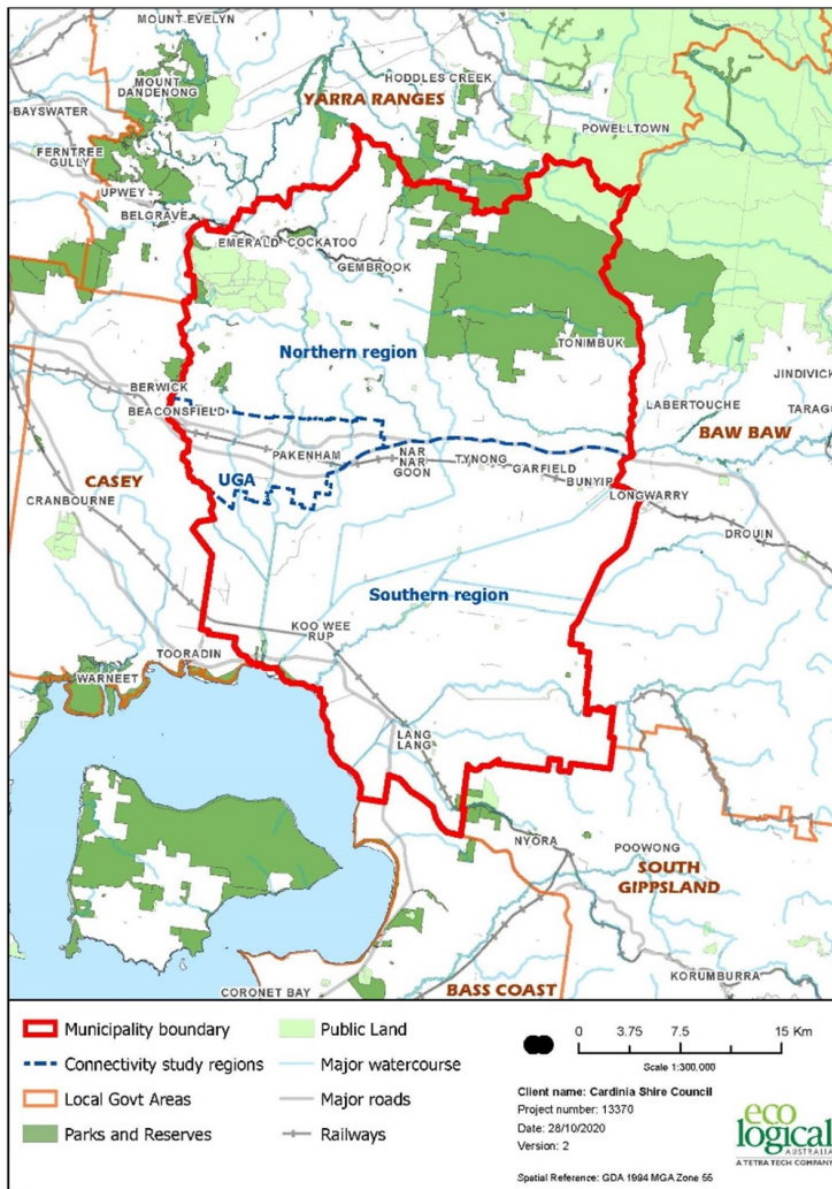 MOUNT EVELYN
MOUNT
DANDENONG
HODDLES CREEK
BAYSWATER
YARRA RANGES
POWELLTOWN
FERNTREE
GULLY
UPWEY
BELGRAVE
EMERALD
COCKATOO
GEMBROOK
Northern region
TONIMBUK
JINDIVICK
BERWICK
LABERTOUCHE
TARAGO
BEACONSFIELD
BAW BAW
PAKENHAM
NAR
NAR
GOON
TYNONG
GARFIELD
CASEY
UGA
BUNYIP
CRANBOURNE
LONGWARRY
DROUIN
Southern region
KOO WEE
RUP
TOORADIN
WARNEET
LANG
LANG
NYORA
POOWONG
SOUTH
GIPPSLAND
KORUMBURRA
CORONET BAY
BASS COAST
Municipality boundary
Connectivity study regions
Local Govt Areas
Parks and Reserves
Public Land
Major watercourse
Major roads
Railways
0 3.75 7.5 15 Km
Scale 1:300,000
Client name: Cardinia Shire Council
Project number: 13370
Date: 28/10/2020
Version: 2
Spatial Reference: GDA 1994 MGA Zone 55
eco
logical
AUSTRALIA
A TETRA TECH COMPANY